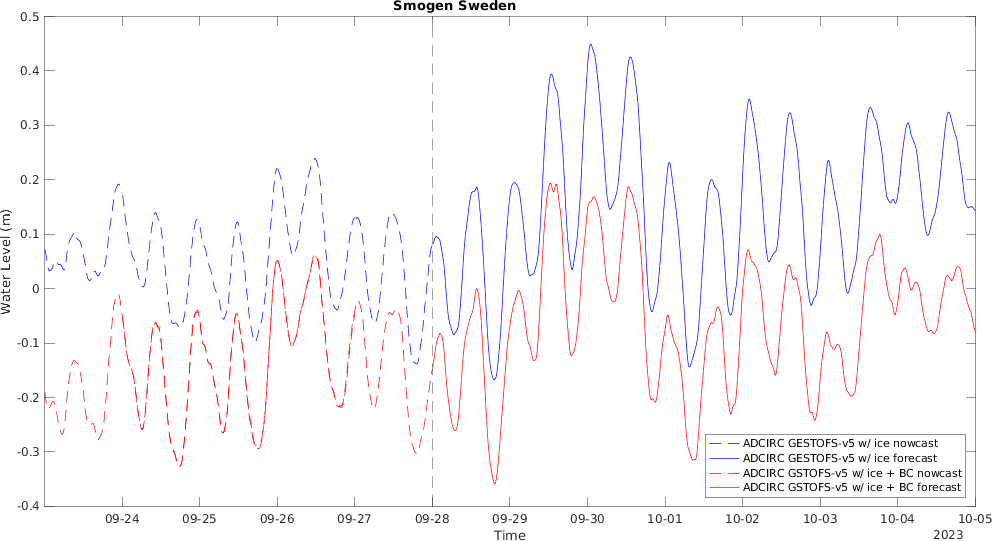 Smogen Sweden
0.5
0.4
0.3
0.2
0.1
0
-0.1
-0.2
-0.3
-0.4
Water Level (m)
ADCIRC GESTOFS-v5 w/ ice nowcast
ADCIRC GESTOFS-v5 w/ ice forecast
ADCIRC GSTOFS-v5 w/ ice + BC nowcast
ADCIRC GSTOFS-v5 w/ ice + BC forecast
09-24 09-25 09-26 09-27 09-28 09-29 09-30 10-01 10-02 10-03 10-04 10-05
Time
2023